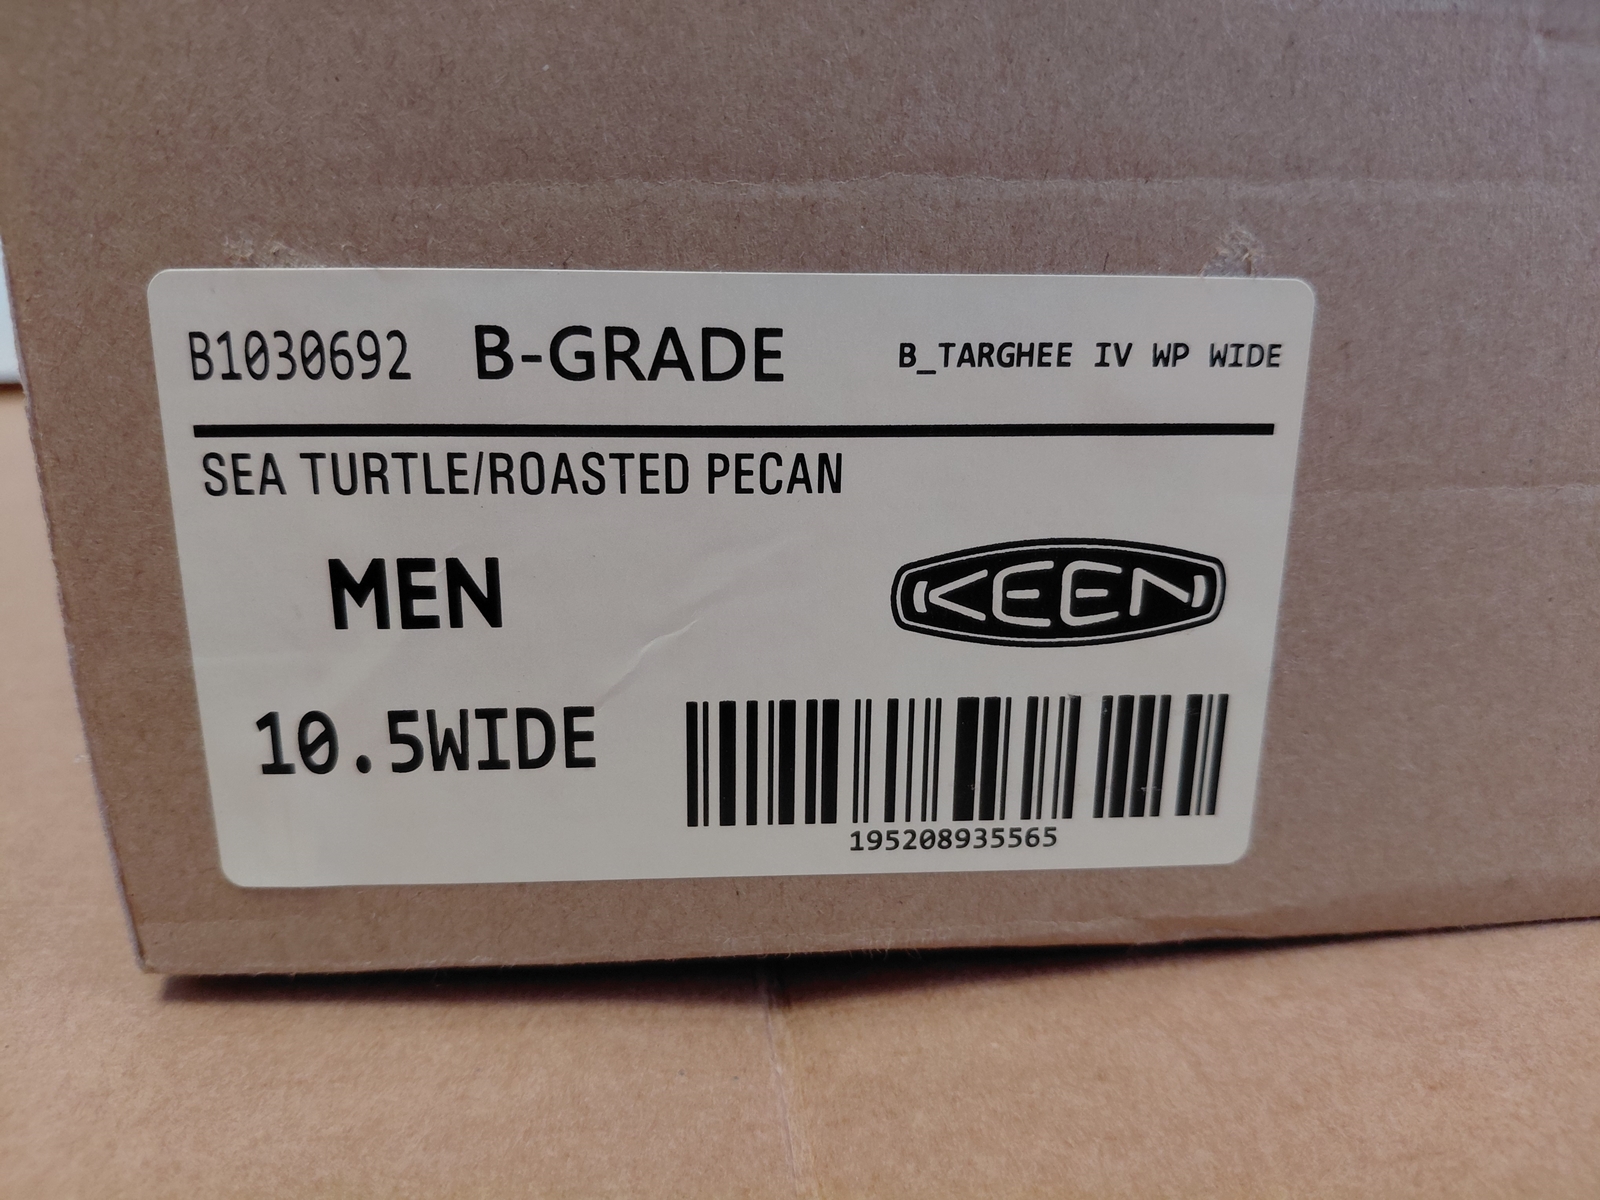 B1030692 B-GRADE B_TARGHEE IV WP WIDE
SEA TURTLE/ROASTED PECAN
MEN
KEEN
10.5WIDE
195208935565